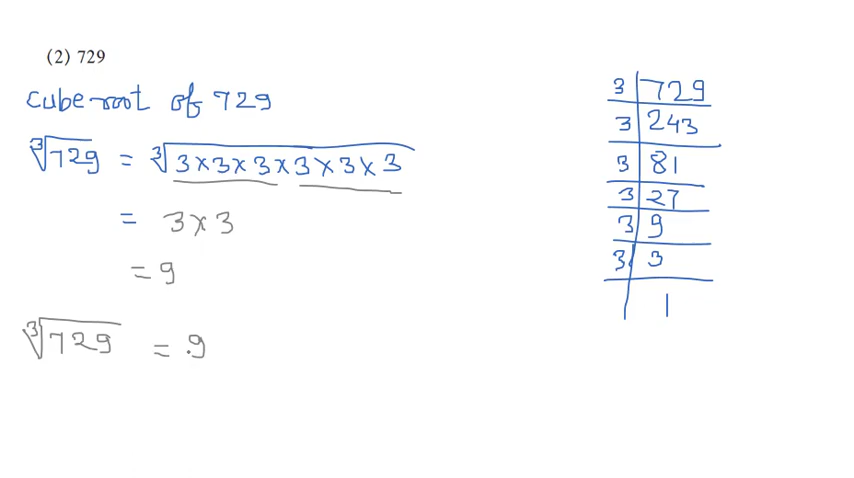 (2) 729
Cube root of 729
∛729 = ∛3×3×3×3×3×3
= 3×3
= 9
∛729 = 9
3 | 729
3 | 243
3 | 81
3 | 27
3 | 9
3 | 3
| 1